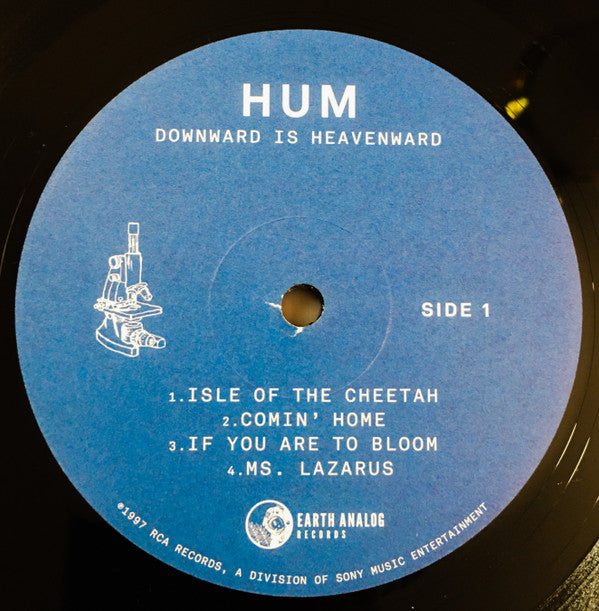 HUM
DOWNWARD IS HEAVENWARD
SIDE 1
1.ISLE OF THE CHEETAH
2.COMIN' HOME
3.IF YOU ARE TO BLOOM
4.MS. LAZARUS
EARTH ANALOG
RECORDS
℗1997 RCA RECORDS, A DIVISION OF SONY MUSIC ENTERTAINMENT